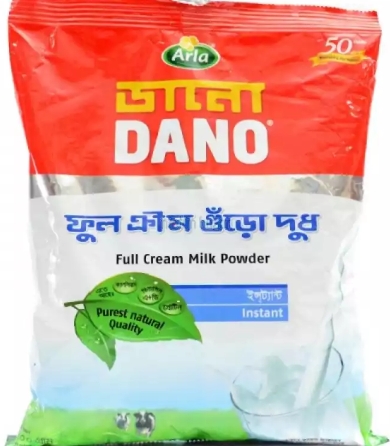 Arla
50
ডানো
DANO®
ফুল ক্রীম গুঁড়ো দুধ
Full Cream Milk Powder
ইন্সট্যান্ট
Instant
Purest natural
Quality